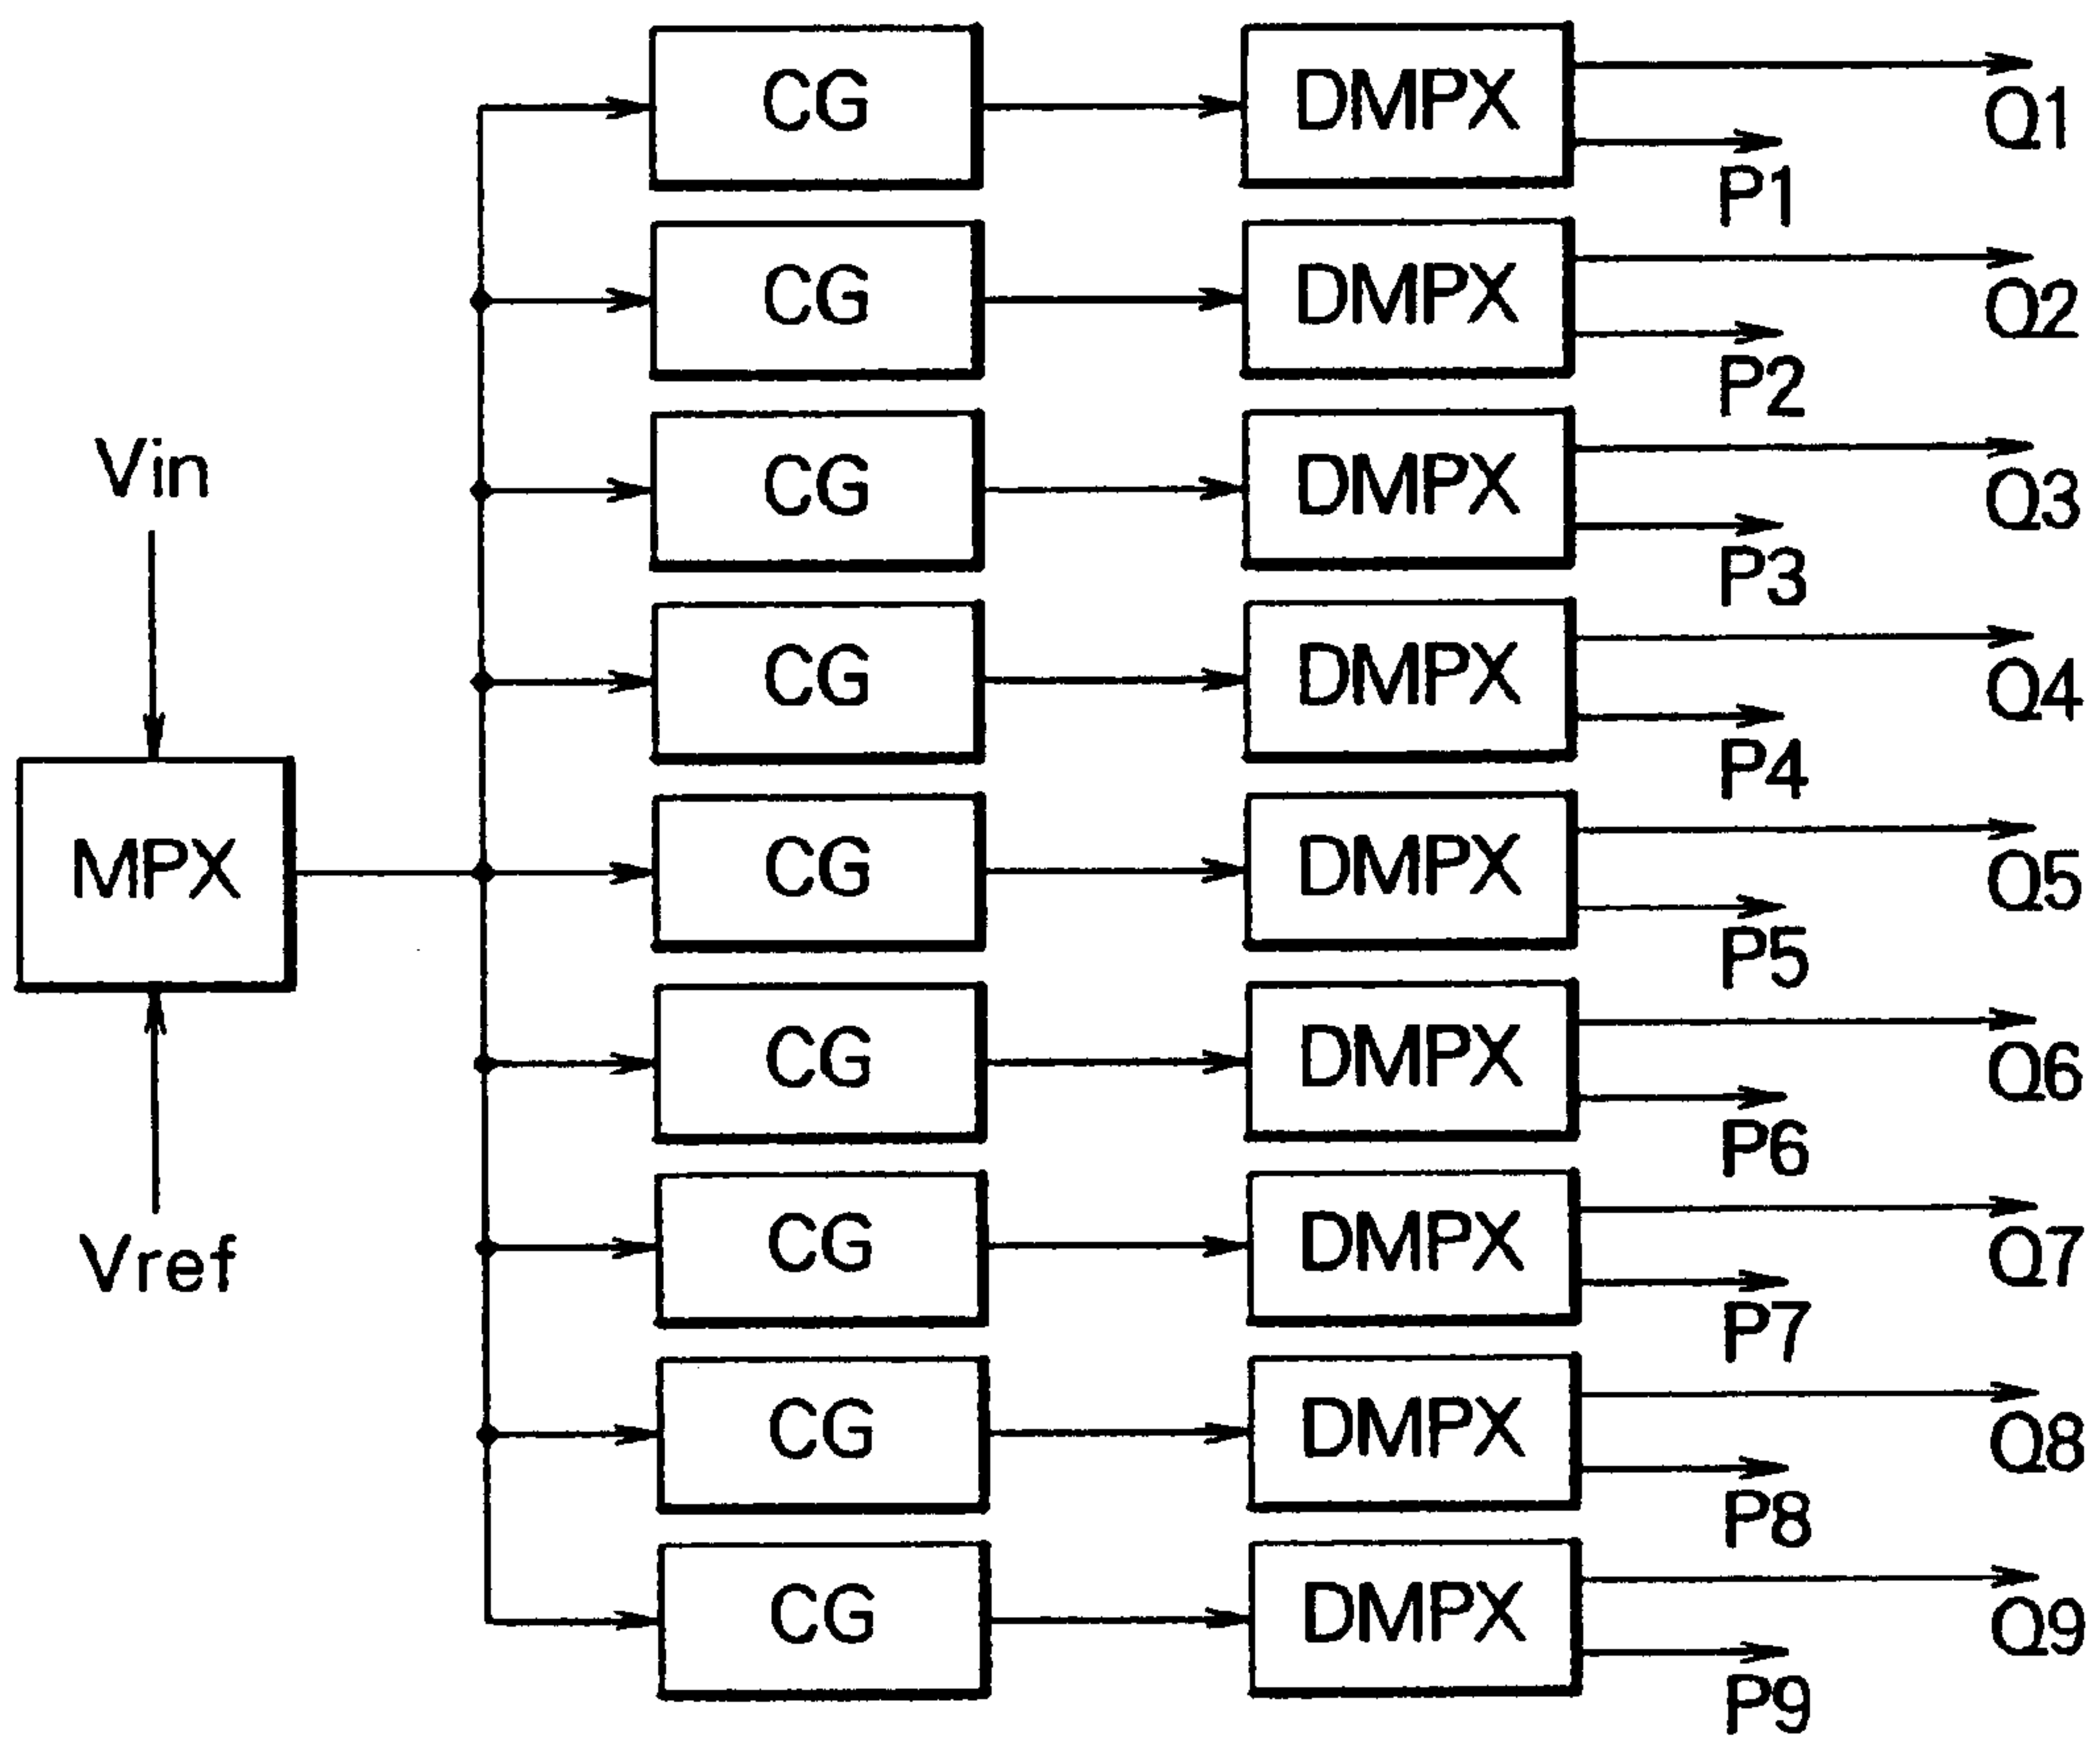 CG DMPX Q1
P1
CG DMPX Q2
P2
Vin CG DMPX Q3
P3
CG DMPX Q4
P4
MPX CG DMPX Q5
P5
CG DMPX Q6
P6
Vref CG DMPX Q7
P7
CG DMPX Q8
P8
CG DMPX Q9
P9